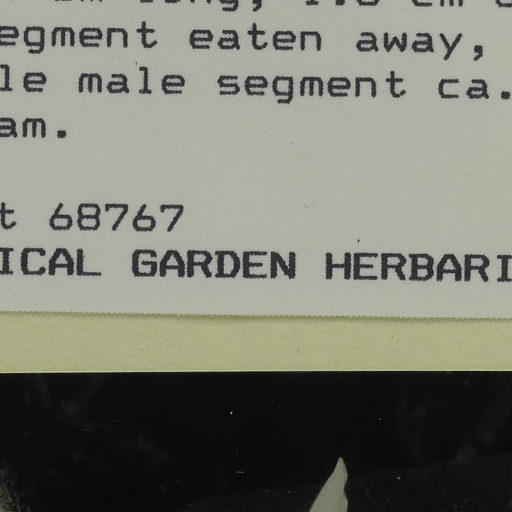 egment eaten away,
le male segment ca.
am.
t 68767
ICAL GARDEN HERBARI